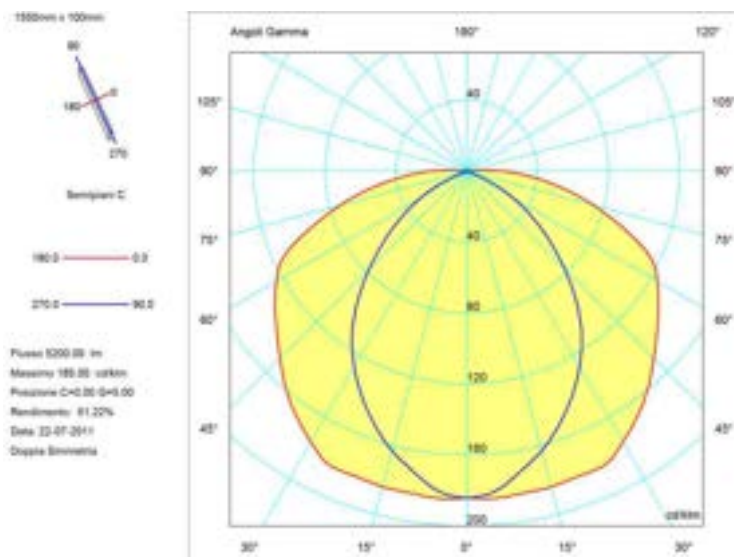 1550mm x 100mm
90
0
180
270
Semipiani C
180.0 0.0
270.0 90.0
Flusso 5200.00 lm
Massimo 185.00 cd/klm
Posizione C=0.00 G=5.00
Rendimento 61.22%
Data 22-07-2011
Doppia Simmetria
Angoli Gamma 180° 120°
105° 105°
90° 90°
75° 75°
60° 60°
45° 45°
30° 15° 0° 15° 30°
40
40
80
120
160
200
cd/klm